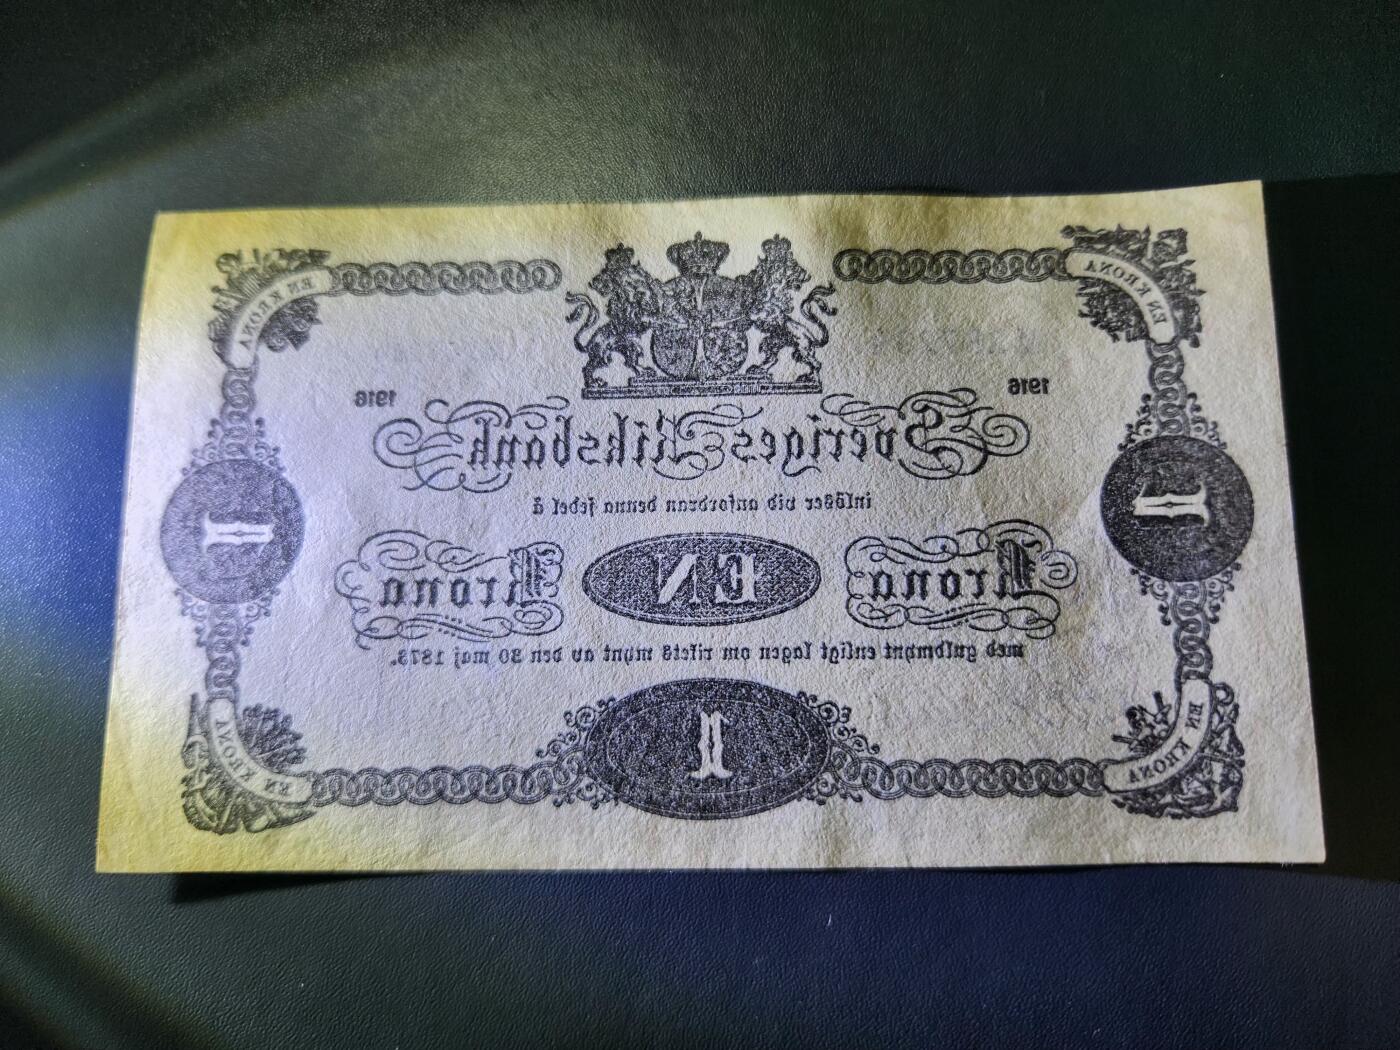 EN KRONA
EN KRONA
1916
1916
Sveriges Riksbank
inlöser vid anfordran denna sedel å
1
1
Krona
EN
Krona
med guldmynt enligt lagen om rikets mynt av den 30 maj 1873.
EN KRONA
1
EN KRONA